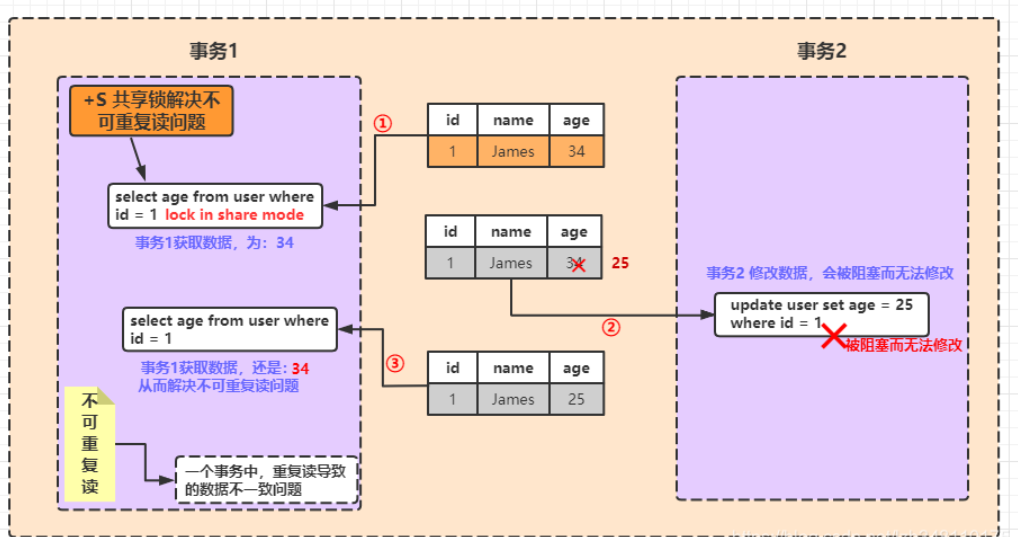 事务1
事务2
+S 共享锁解决不
可重复读问题
①
id name age
1 James 34
select age from user where
id = 1 lock in share mode
事务1获取数据，为：34
id name age
1 James 34
25
事务2 修改数据，会被阻塞而无法修改
update user set age = 25
where id = 1
被阻塞而无法修改
②
select age from user where
id = 1
③
事务1获取数据，还是：34
从而解决不可重复读问题
id name age
1 James 25
不
可
重
复
读
一个事务中，重复读导致
的数据不一致问题